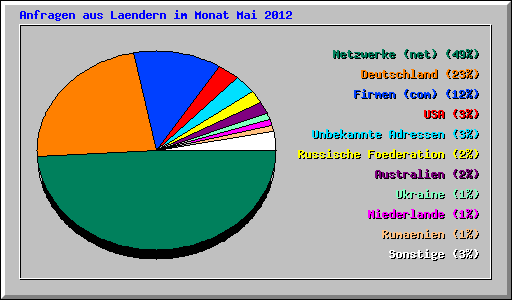 Anfragen aus Laendern im Monat Mai 2012
Netzwerke (net) (49%)
Deutschland (23%)
Firmen (com) (12%)
USA (3%)
Unbekannte Adressen (3%)
Russische Foederation (2%)
Australien (2%)
Ukraine (1%)
Niederlande (1%)
Rumaenien (1%)
Sonstige (3%)